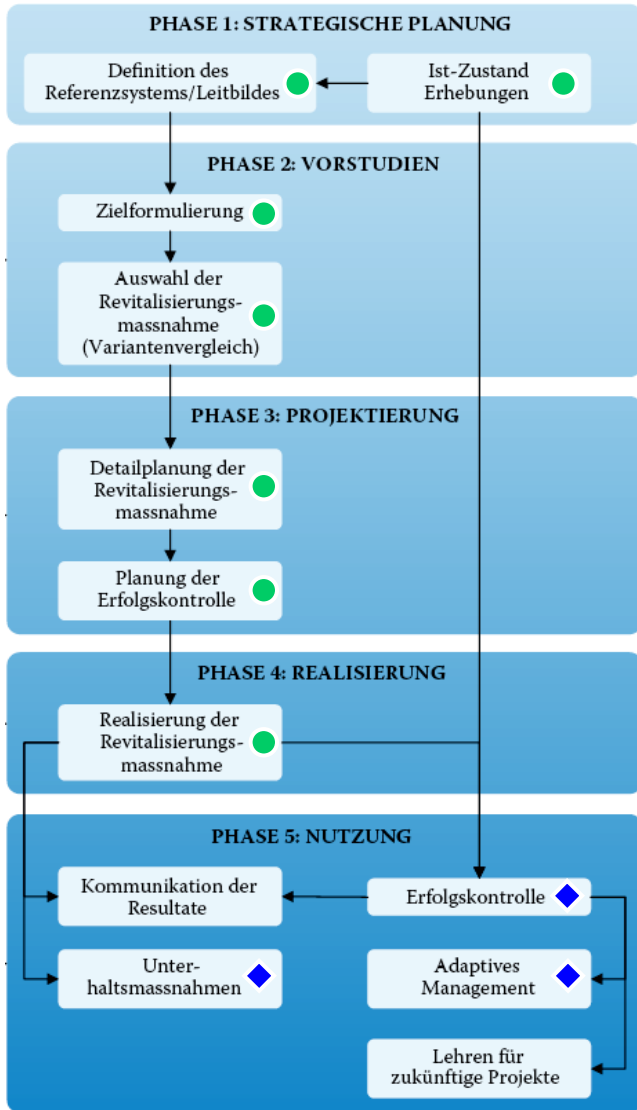 PHASE 1: STRATEGISCHE PLANUNG
Definition des
Referenzsystems/Leitbildes
Ist-Zustand
Erhebungen
PHASE 2: VORSTUDIEN
Zielformulierung
Auswahl der
Revitalisierungs-
massnahme
(Variantenvergleich)
PHASE 3: PROJEKTIERUNG
Detailplanung der
Revitalisierungs-
massnahme
Planung der
Erfolgskontrolle
PHASE 4: REALISIERUNG
Realisierung der
Revitalisierungs-
massnahme
PHASE 5: NUTZUNG
Kommunikation der
Resultate
Erfolgskontrolle
Unter-
haltsmassnahmen
Adaptives
Management
Lehren für
zukünftige Projekte